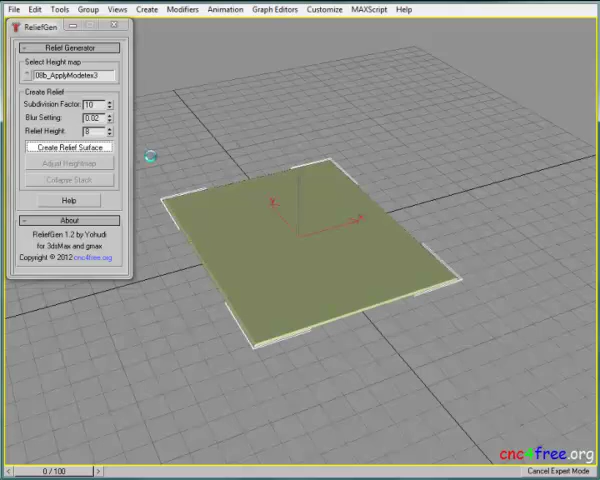 File Edit Tools Group Views Create Modifiers Animation Graph Editors Customize MAXScript Help
ReliefGen
Relief Generator
Select Height map
08b_ApplyModetex3
Create Relief
Subdivision Factor: 10
Blur Setting: 0.02
Relief Height: 8
Create Relief Surface
Adjust Heightmap
Collapse Stack
Help
About
ReliefGen 1.2 by Yohudi
for 3dsMax and gmax
Copyright © 2012 cnc4free.org
cnc4free.org
0 / 100
Cancel Expert Mode